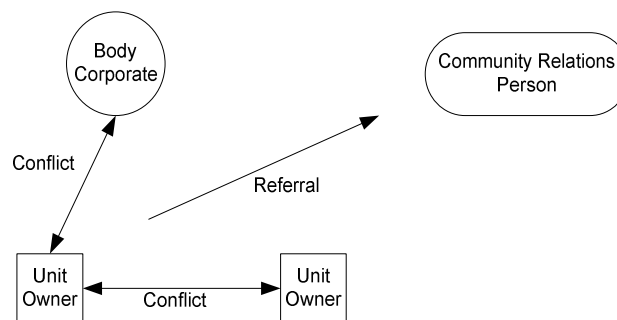 Body
Corporate
Community Relations
Person
Conflict
Referral
Unit
Owner
Conflict
Unit
Owner